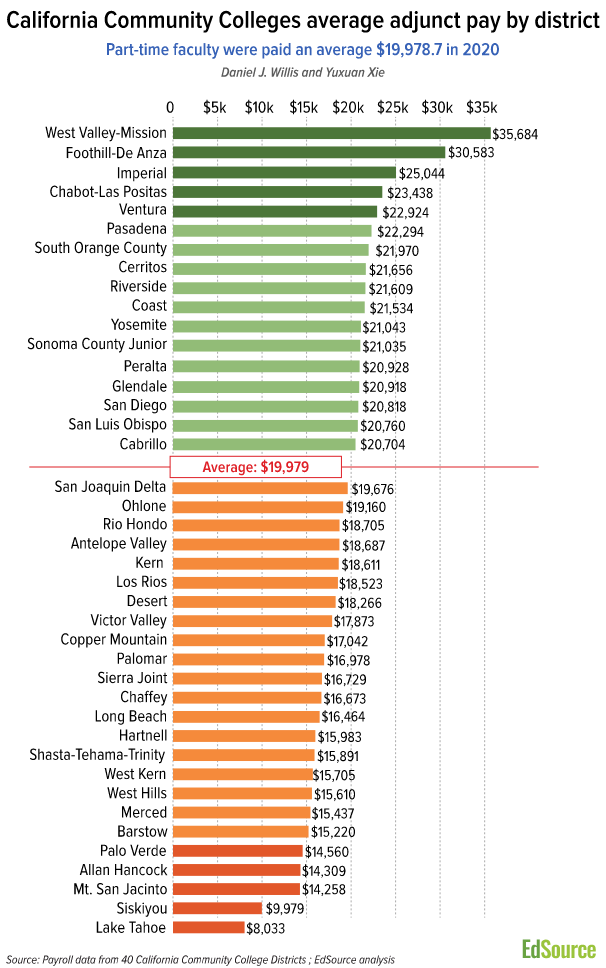 California Community Colleges average adjunct pay by district
Part-time faculty were paid an average $19,978.7 in 2020
Daniel J. Willis and Yuxuan Xie
0 $5k $10k $15k $20k $25k $30k $35k
West Valley-Mission $35,684
Foothill-De Anza $30,583
Imperial $25,044
Chabot-Las Positas $23,438
Ventura $22,924
Pasadena $22,294
South Orange County $21,970
Cerritos $21,656
Riverside $21,609
Coast $21,534
Yosemite $21,043
Sonoma County Junior $21,035
Peralta $20,928
Glendale $20,918
San Diego $20,818
San Luis Obispo $20,760
Cabrillo $20,704
Average: $19,979
San Joaquin Delta $19,676
Ohlone $19,160
Rio Hondo $18,705
Antelope Valley $18,687
Kern $18,611
Los Rios $18,523
Desert $18,266
Victor Valley $17,873
Copper Mountain $17,042
Palomar $16,978
Sierra Joint $16,729
Chaffey $16,673
Long Beach $16,464
Hartnell $15,983
Shasta-Tehama-Trinity $15,891
West Kern $15,705
West Hills $15,610
Merced $15,437
Barstow $15,220
Palo Verde $14,560
Allan Hancock $14,309
Mt. San Jacinto $14,258
Siskiyou $9,979
Lake Tahoe $8,033
Source: Payroll data from 40 California Community College Districts ; EdSource analysis
EdSource